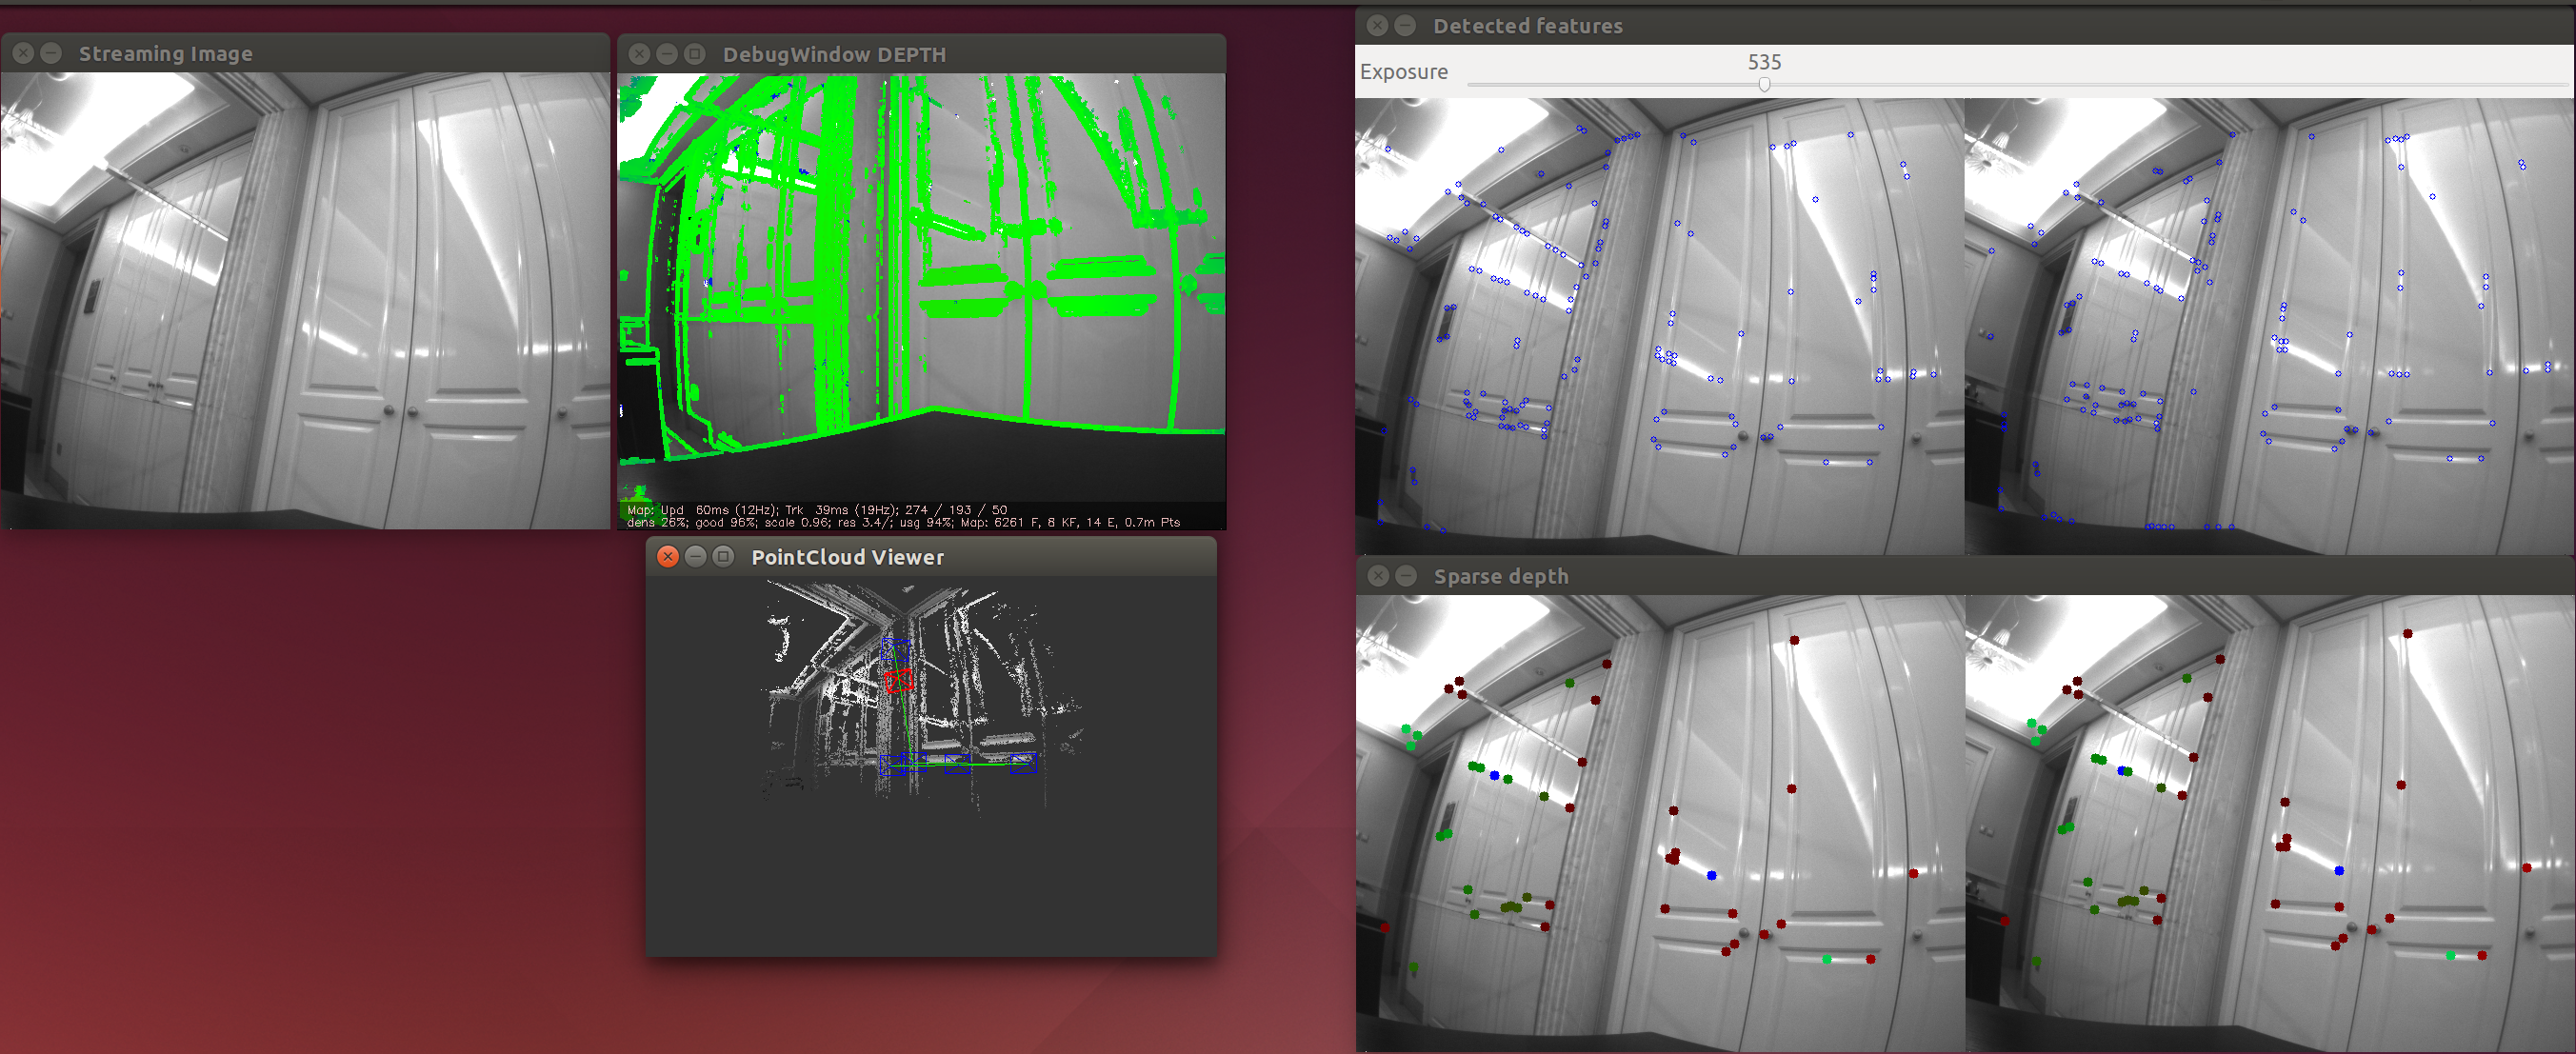 Streaming Image
DebugWindow DEPTH
Map: Upd 60ms (12Hz); Trk 39ms (19Hz); 274 / 193 / 50
dens 26%; good 96%; scale 0.96; res 3.4/; usg 94%; Map: 6261 F, 8 KF, 14 E, 0.7m Pts
PointCloud Viewer
Detected features
535
Exposure
Sparse depth